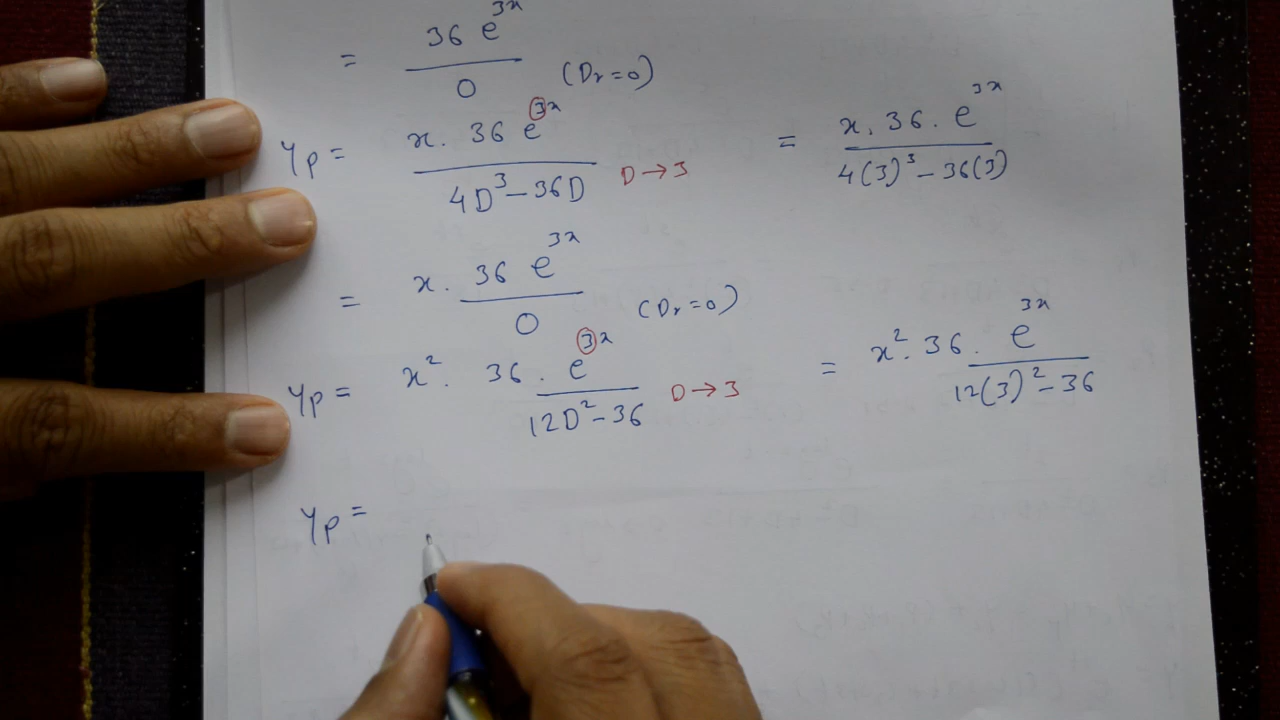 = 36 e^{3x} / 0 (Dr=0)
yp = x. 36 e^{3x} / 4D^3-36D D→3 = x. 36. e^{3x} / 4(3)^3-36(3)
= x. 36 e^{3x} / 0 (Dr=0)
yp = x^2. 36. e^{3x} / 12D^2-36 D→3 = x^2. 36. e^{3x} / 12(3)^2-36
yp =